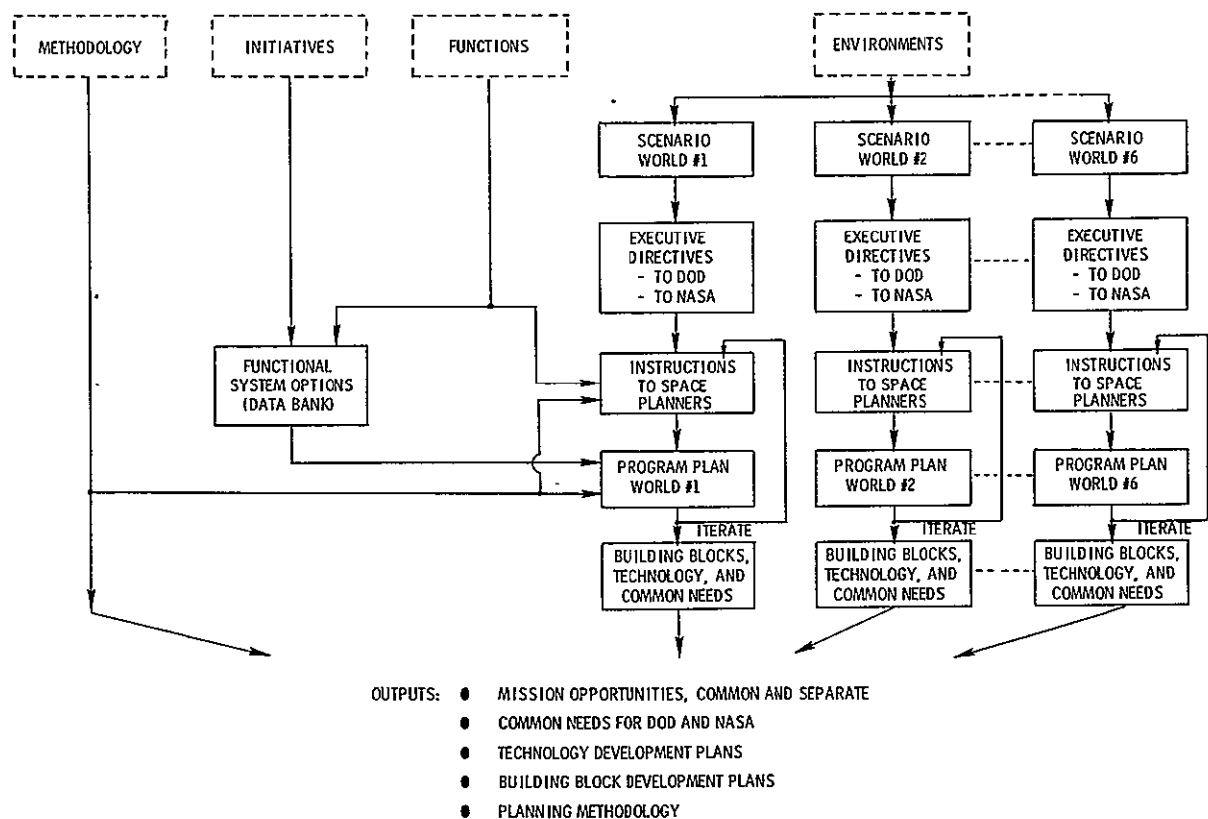 METHODOLOGY
INITIATIVES
FUNCTIONS
ENVIRONMENTS
SCENARIO
WORLD #1
SCENARIO
WORLD #2
SCENARIO
WORLD #6
EXECUTIVE
DIRECTIVES
- TO DOD
- TO NASA
EXECUTIVE
DIRECTIVES
- TO DOD
- TO NASA
EXECUTIVE
DIRECTIVES
- TO DOD
- TO NASA
FUNCTIONAL
SYSTEM OPTIONS
(DATA BANK)
INSTRUCTIONS
TO SPACE
PLANNERS
INSTRUCTIONS
TO SPACE
PLANNERS
INSTRUCTIONS
TO SPACE
PLANNERS
PROGRAM PLAN
WORLD #1
PROGRAM PLAN
WORLD #2
PROGRAM PLAN
WORLD #6
ITERATE
ITERATE
ITERATE
BUILDING BLOCKS,
TECHNOLOGY, AND
COMMON NEEDS
BUILDING BLOCKS,
TECHNOLOGY, AND
COMMON NEEDS
BUILDING BLOCKS,
TECHNOLOGY, AND
COMMON NEEDS
OUTPUTS: ● MISSION OPPORTUNITIES, COMMON AND SEPARATE
● COMMON NEEDS FOR DOD AND NASA
● TECHNOLOGY DEVELOPMENT PLANS
● BUILDING BLOCK DEVELOPMENT PLANS
● PLANNING METHODOLOGY